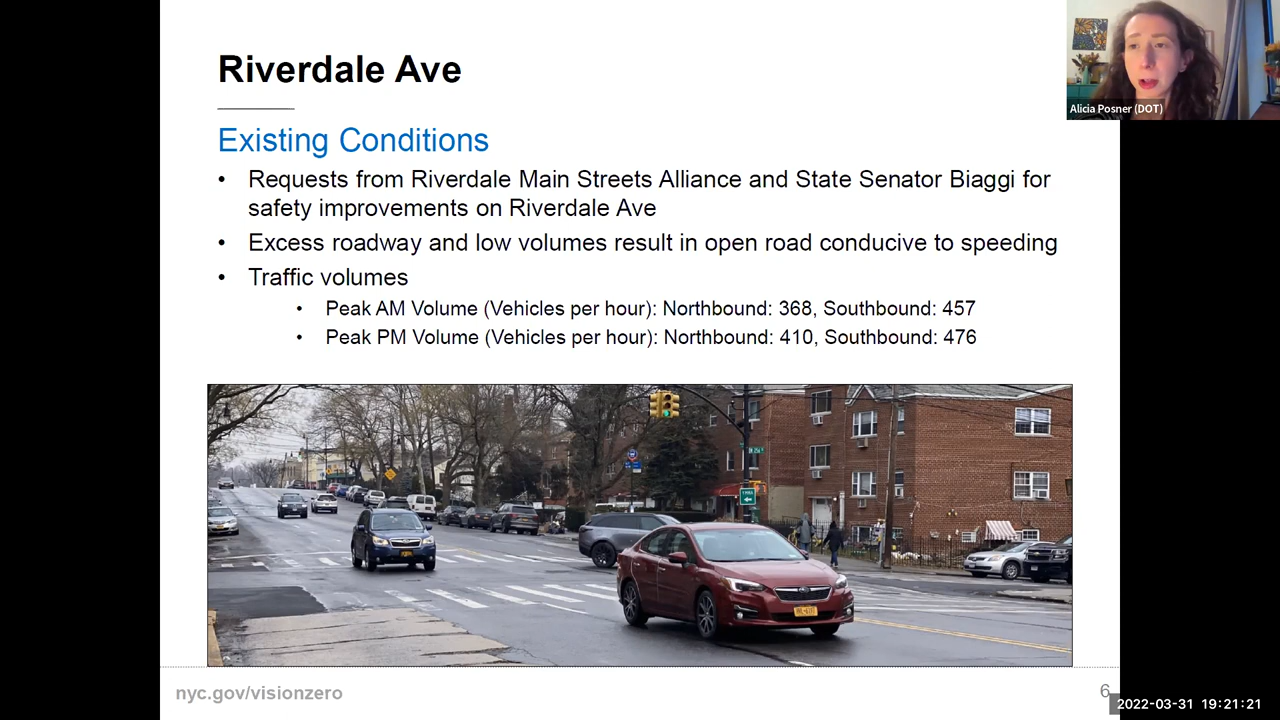 Riverdale Ave
Alicia Posner (DOT)
Existing Conditions
• Requests from Riverdale Main Streets Alliance and State Senator Biaggi for
safety improvements on Riverdale Ave
• Excess roadway and low volumes result in open road conducive to speeding
• Traffic volumes
• Peak AM Volume (Vehicles per hour): Northbound: 368, Southbound: 457
• Peak PM Volume (Vehicles per hour): Northbound: 410, Southbound: 476
nyc.gov/visionzero
6
2022-03-31 19:21:21